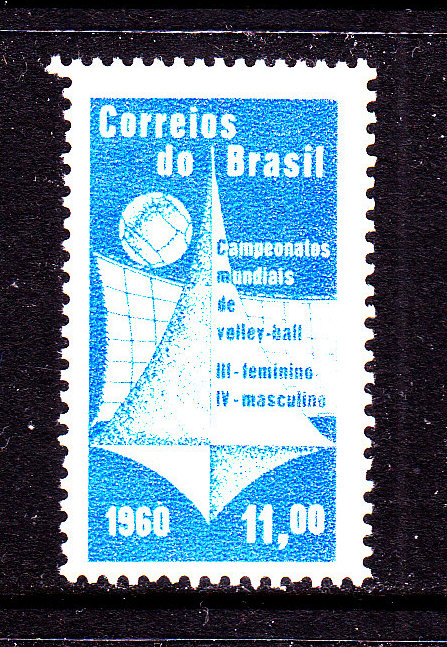 Correios
do Brasil
Campeonatos
mundiais
de
volley-ball
III-feminino
IV-masculino
1960 11,00